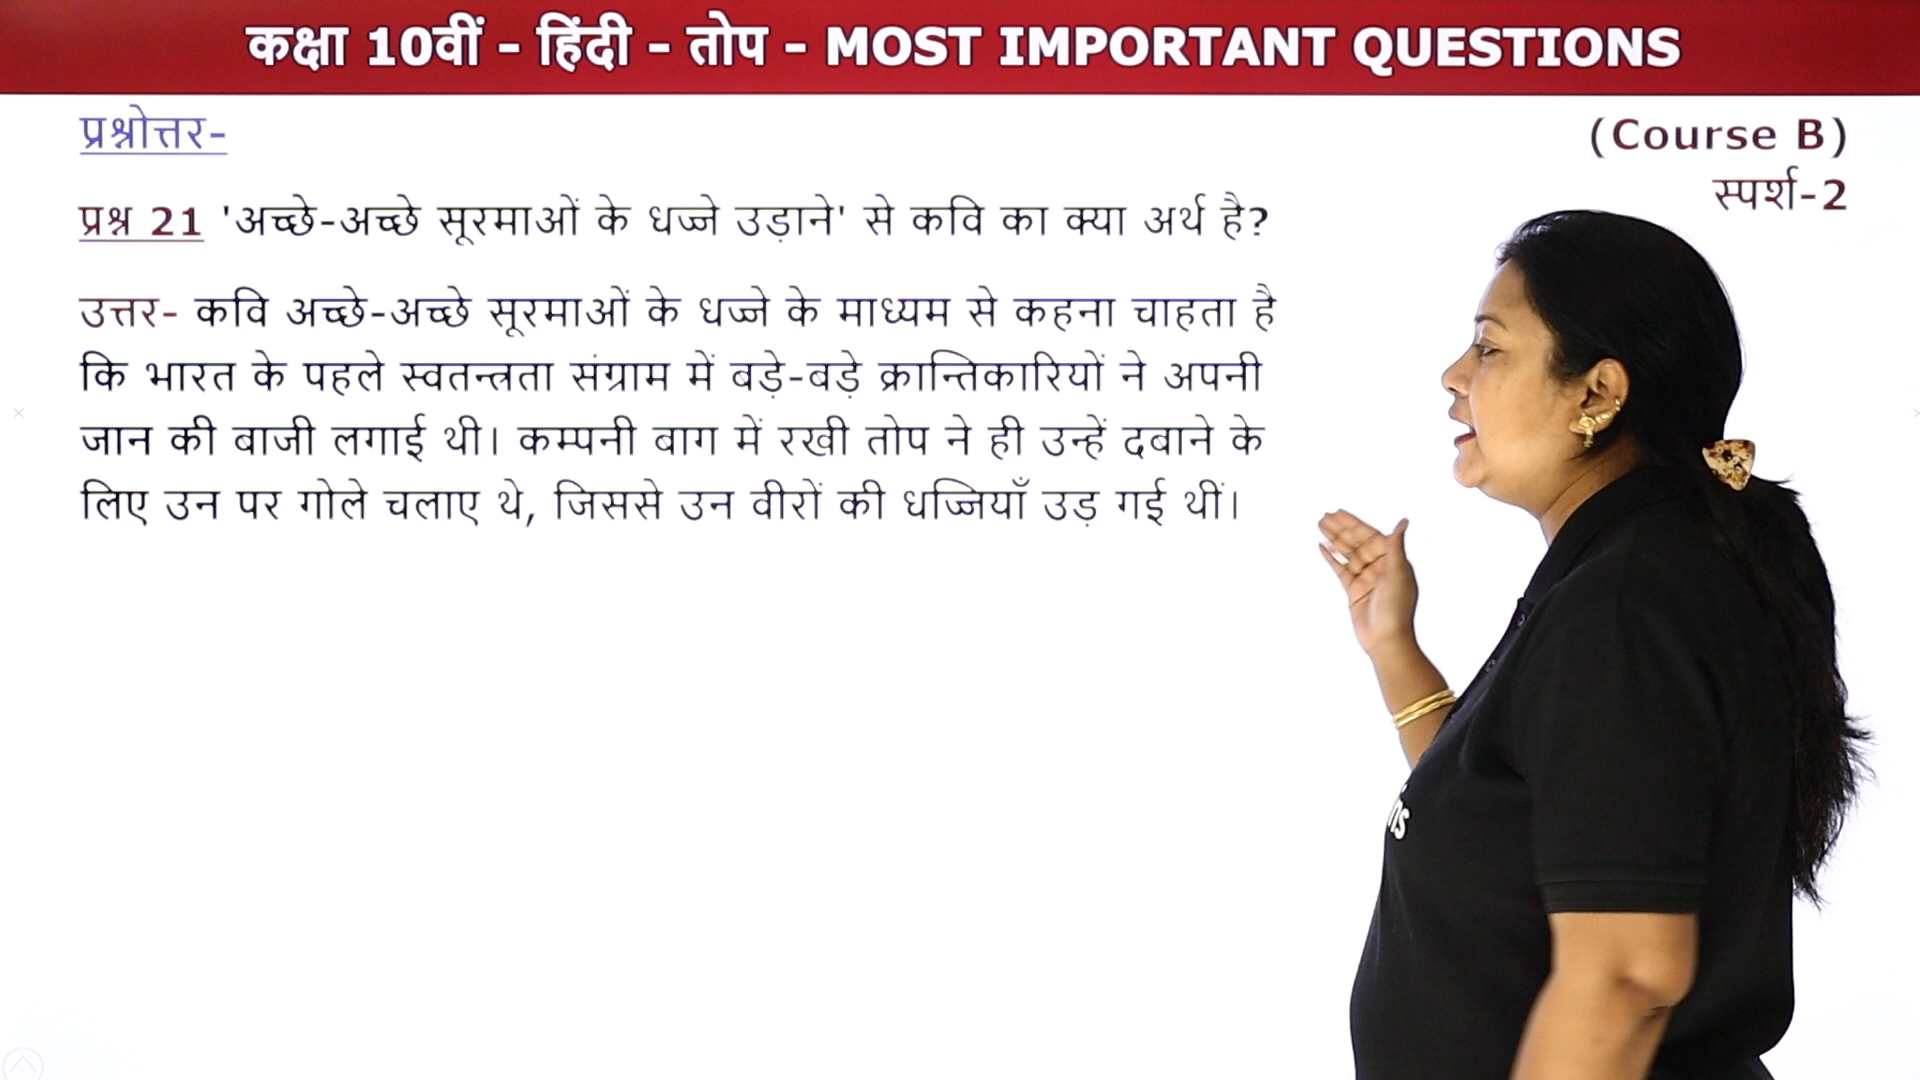 कक्षा 10वीं - हिंदी - तोप - MOST IMPORTANT QUESTIONS
प्रश्नोत्तर-
(Course B)
स्पर्श-2
प्रश्न 21 'अच्छे-अच्छे सूरमाओं के धज्जे उड़ाने' से कवि का क्या अर्थ है?
उत्तर- कवि अच्छे-अच्छे सूरमाओं के धज्जे के माध्यम से कहना चाहता है
कि भारत के पहले स्वतन्त्रता संग्राम में बड़े-बड़े क्रान्तिकारियों ने अपनी
जान की बाजी लगाई थी। कम्पनी बाग में रखी तोप ने ही उन्हें दबाने के
लिए उन पर गोले चलाए थे, जिससे उन वीरों की धज्जियाँ उड़ गई थीं।